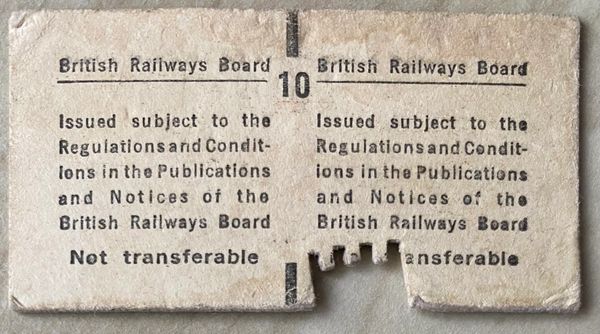 British Railways Board
10
British Railways Board
Issued subject to the
Regulations and Condit-
ions in the Publications
and Notices of the
British Railways Board
Not transferable
Issued subject to the
Regulations and Condit-
ions in the Publications
and Notices of the
British Railways Board
ansferable